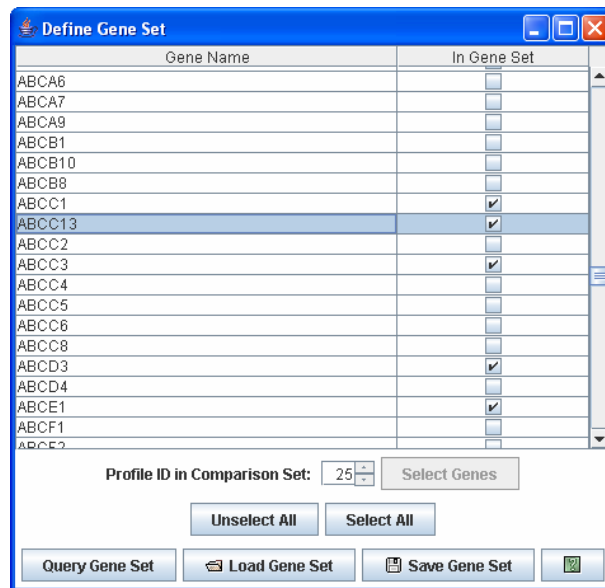 Define Gene Set
Gene Name In Gene Set
ABCA6
ABCA7
ABCA9
ABCB1
ABCB10
ABCB8
ABCC1
ABCC13
ABCC2
ABCC3
ABCC4
ABCC5
ABCC6
ABCC8
ABCD3
ABCD4
ABCE1
ABCF1
ABCF2
Profile ID in Comparison Set: 25 Select Genes
Unselect All Select All
Query Gene Set Load Gene Set Save Gene Set ?